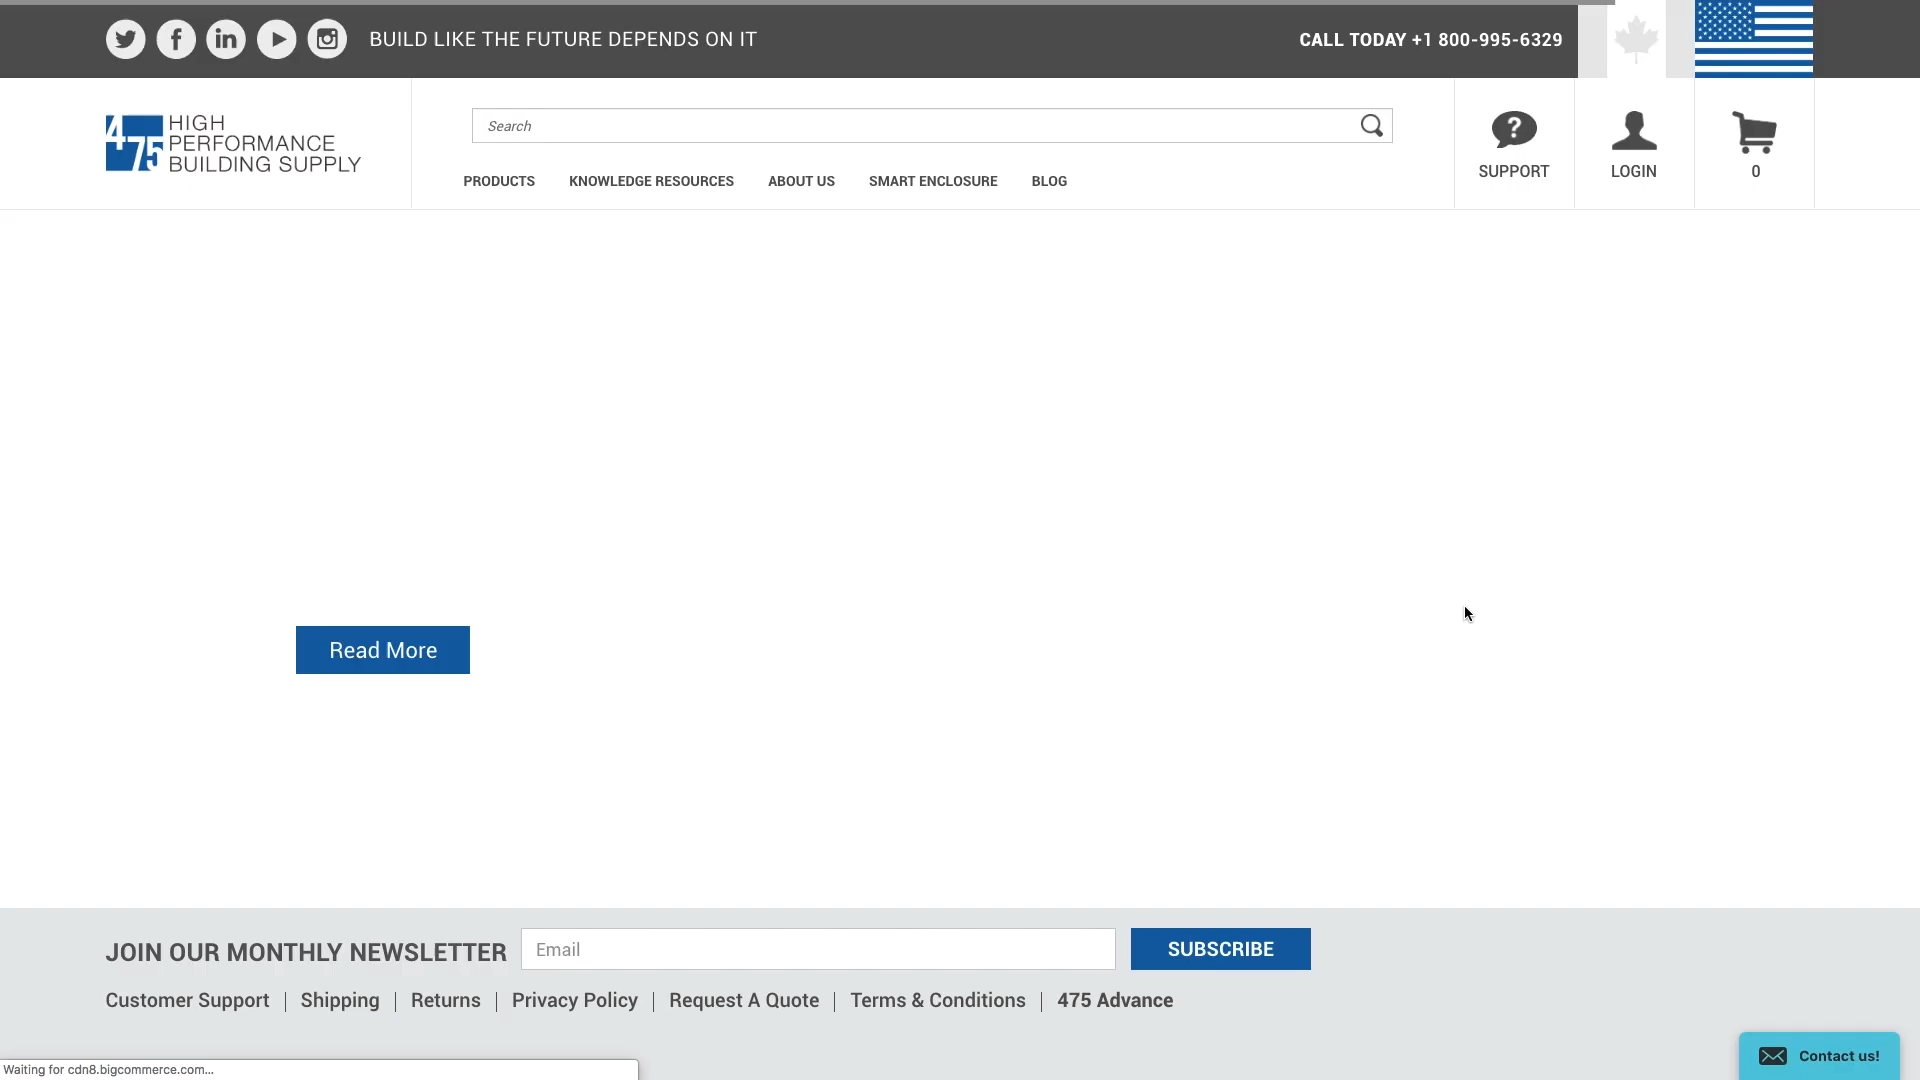 BUILD LIKE THE FUTURE DEPENDS ON IT
CALL TODAY +1 800-995-6329
475
HIGH
PERFORMANCE
BUILDING SUPPLY
Search
PRODUCTS KNOWLEDGE RESOURCES ABOUT US SMART ENCLOSURE BLOG
SUPPORT
LOGIN
0
Read More
JOIN OUR MONTHLY NEWSLETTER
Email
SUBSCRIBE
Customer Support | Shipping | Returns | Privacy Policy | Request A Quote | Terms & Conditions | 475 Advance
Contact us!
Waiting for cdn8.bigcommerce.com...